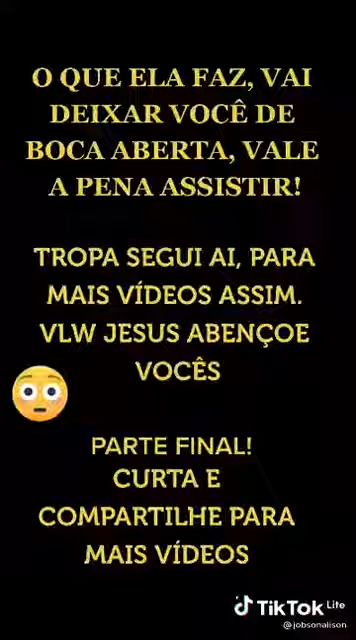 O QUE ELA FAZ, VAI
DEIXAR VOCÊ DE
BOCA ABERTA, VALE
A PENA ASSISTIR!
TROPA SEGUI AI, PARA
MAIS VÍDEOS ASSIM.
VLW JESUS ABENÇOE
VOCÊS
PARTE FINAL!
CURTA E
COMPARTILHE PARA
MAIS VÍDEOS
TikTok Lite
@jobsonalison